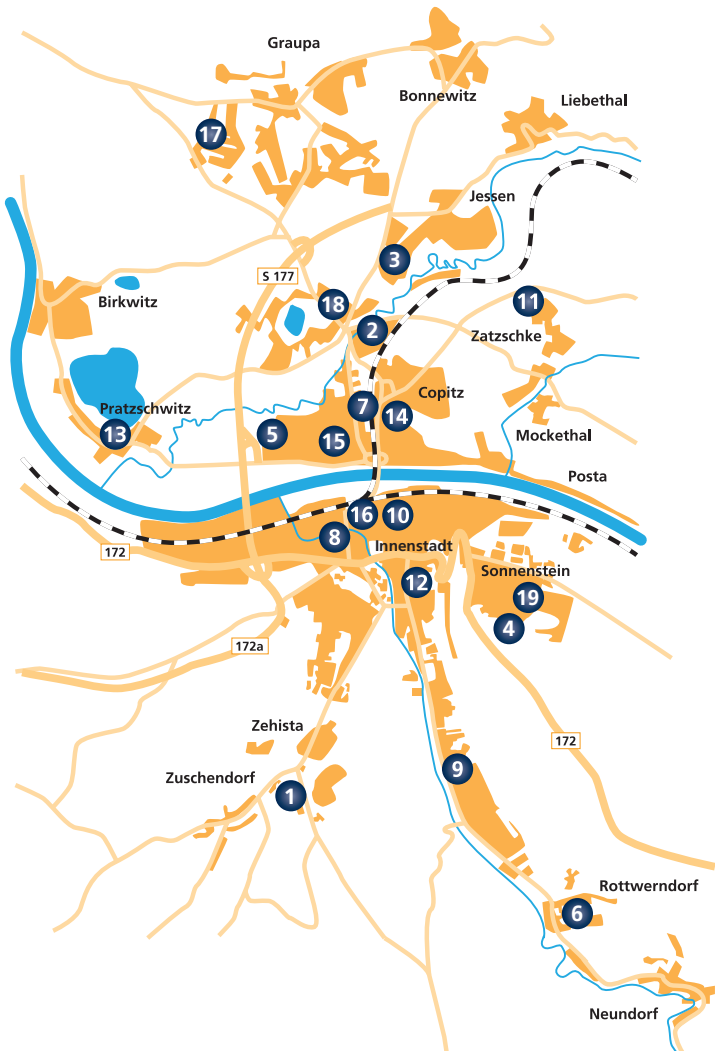 Graupa
Bonnewitz
Liebethal
17
Jessen
3
S 177
Birkwitz
18
11
2
Zatzschke
Copitz
Pratzschwitz
7
14
13
5
15
Mockethal
Posta
16
10
8
172
Innenstadt
12
Sonnenstein
19
4
172a
Zehista
172
9
Zuschendorf
1
Rottwerndorf
6
Neundorf